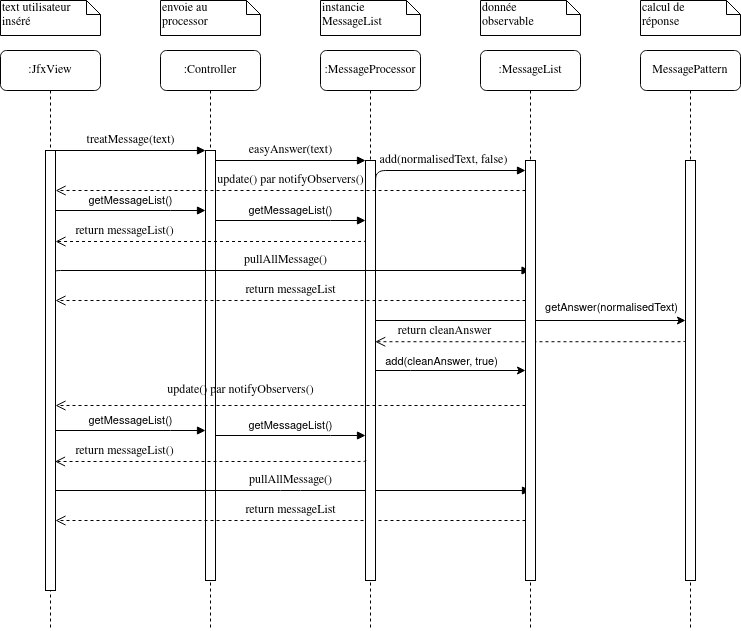 text utilisateur
inséré
envoie au
processor
instancie
MessageList
donnée
observable
calcul de
réponse
:JfxView
:Controller
:MessageProcessor
:MessageList
MessagePattern
treatMessage(text)
easyAnswer(text)
add(normalisedText, false)
update() par notifyObservers()
getMessageList()
getMessageList()
return messageList()
pullAllMessage()
return messageList
getAnswer(normalisedText)
return cleanAnswer
add(cleanAnswer, true)
update() par notifyObservers()
getMessageList()
getMessageList()
return messageList()
pullAllMessage()
return messageList